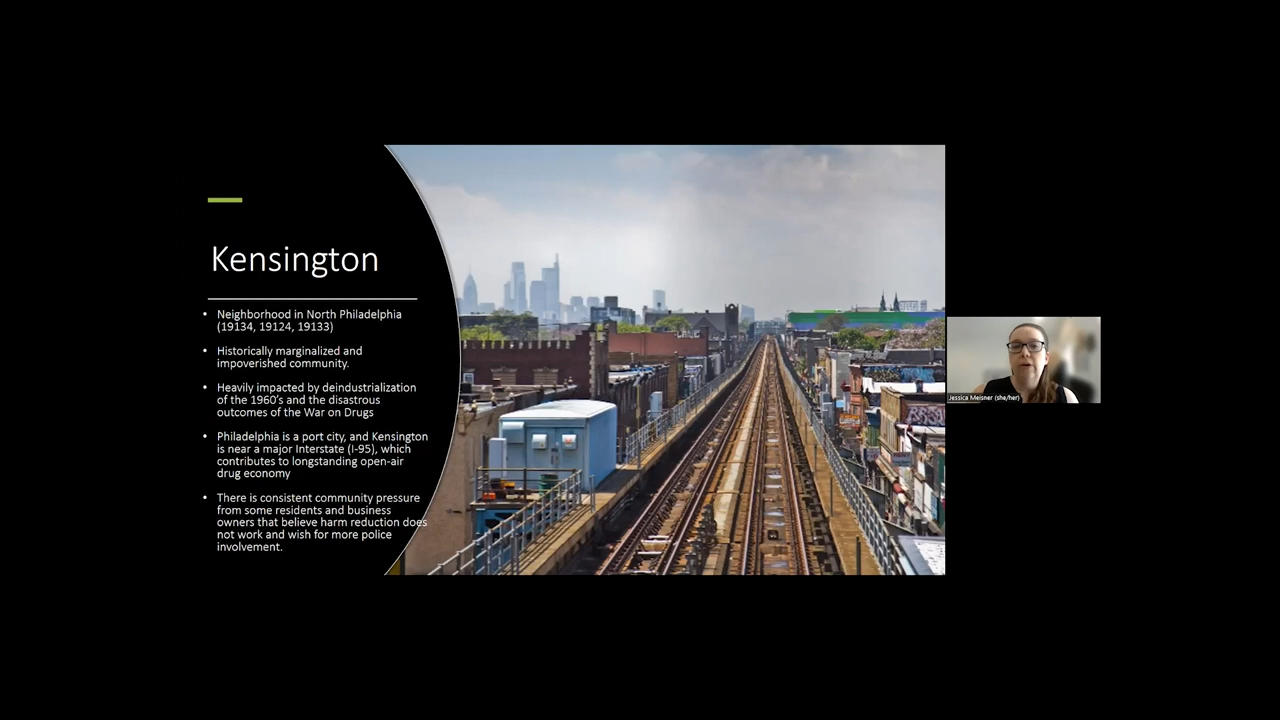 Kensington
• Neighborhood in North Philadelphia
(19134, 19124, 19133)
• Historically marginalized and
impoverished community.
• Heavily impacted by deindustrialization
of the 1960's and the disastrous
outcomes of the War on Drugs
• Philadelphia is a port city, and Kensington
is near a major Interstate (I-95), which
contributes to longstanding open-air
drug economy
• There is consistent community pressure
from some residents and business
owners that believe harm reduction does
not work and wish for more police
involvement.
Jessica Meisner (she/her)